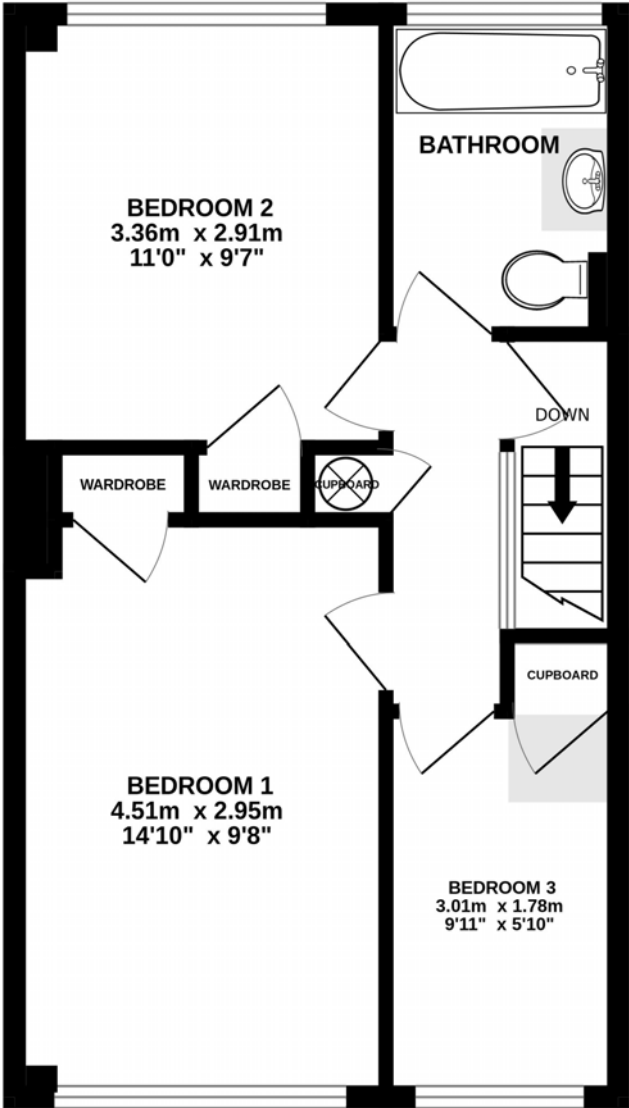 BATHROOM
BEDROOM 2
3.36m x 2.91m
11'0" x 9'7"
DOWN
WARDROBE
WARDROBE
CUPBOARD
CUPBOARD
BEDROOM 1
4.51m x 2.95m
14'10" x 9'8"
BEDROOM 3
3.01m x 1.78m
9'11" x 5'10"